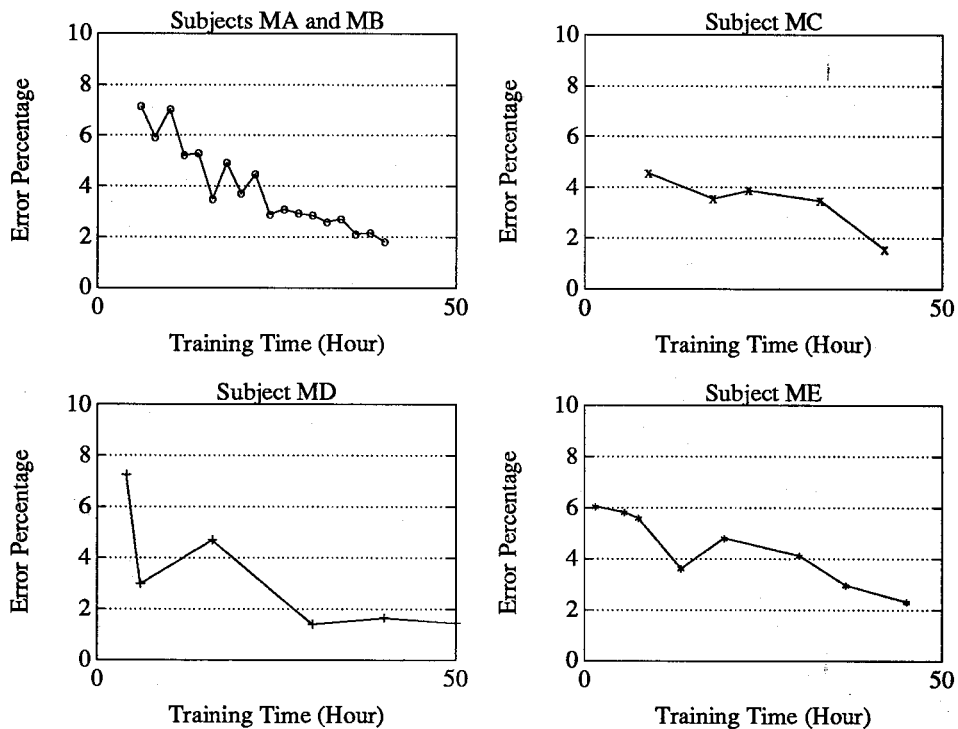 Subjects MA and MB
10
8
6
4
2
0
0
50
Error Percentage
Training Time (Hour)
Subject MC
10
8
6
4
2
0
0
50
Error Percentage
Training Time (Hour)
Subject MD
10
8
6
4
2
0
0
50
Error Percentage
Training Time (Hour)
Subject ME
10
8
6
4
2
0
0
50
Error Percentage
Training Time (Hour)